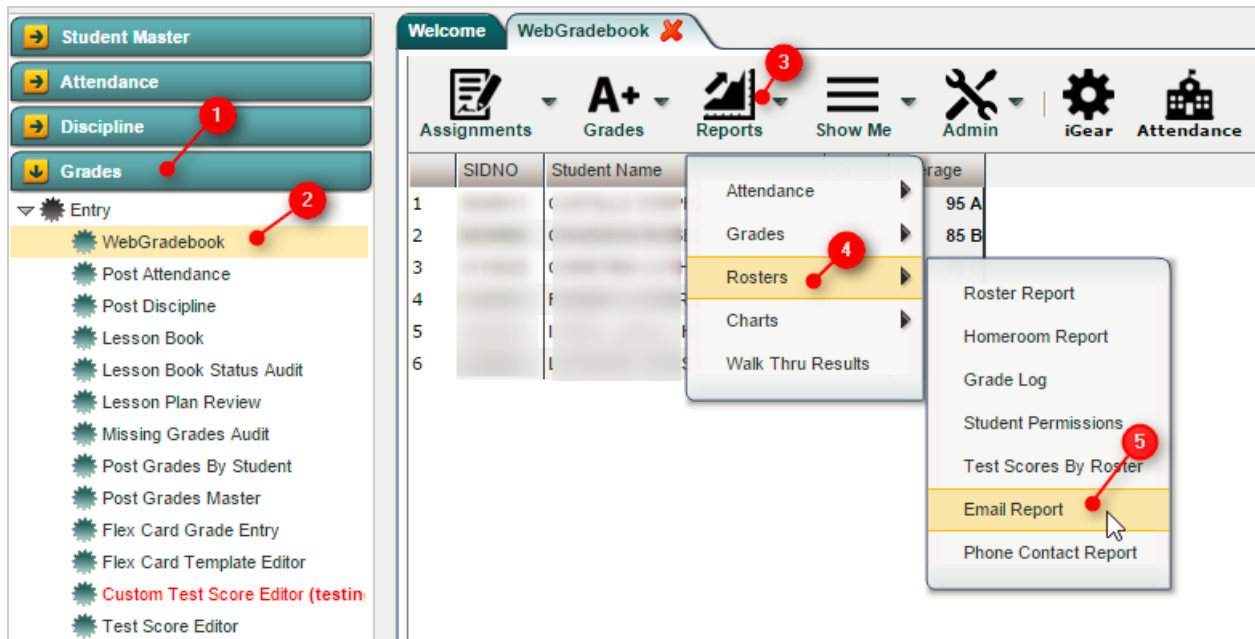 Student Master
Attendance
Discipline
1
Grades
Entry
2
WebGradebook
Post Attendance
Post Discipline
Lesson Book
Lesson Book Status Audit
Lesson Plan Review
Missing Grades Audit
Post Grades By Student
Post Grades Master
Flex Card Grade Entry
Flex Card Template Editor
Custom Test Score Editor (testin
Test Score Editor
Welcome WebGradebook
3
A+
Assignments Grades Reports Show Me Admin iGear Attendance
SIDNO Student Name erage
1 95 A
2 85 B
3
4
5
6
Attendance
Grades
4
Rosters
Charts
Walk Thru Results
Roster Report
Homeroom Report
Grade Log
Student Permissions
5
Test Scores By Roster
Email Report
Phone Contact Report